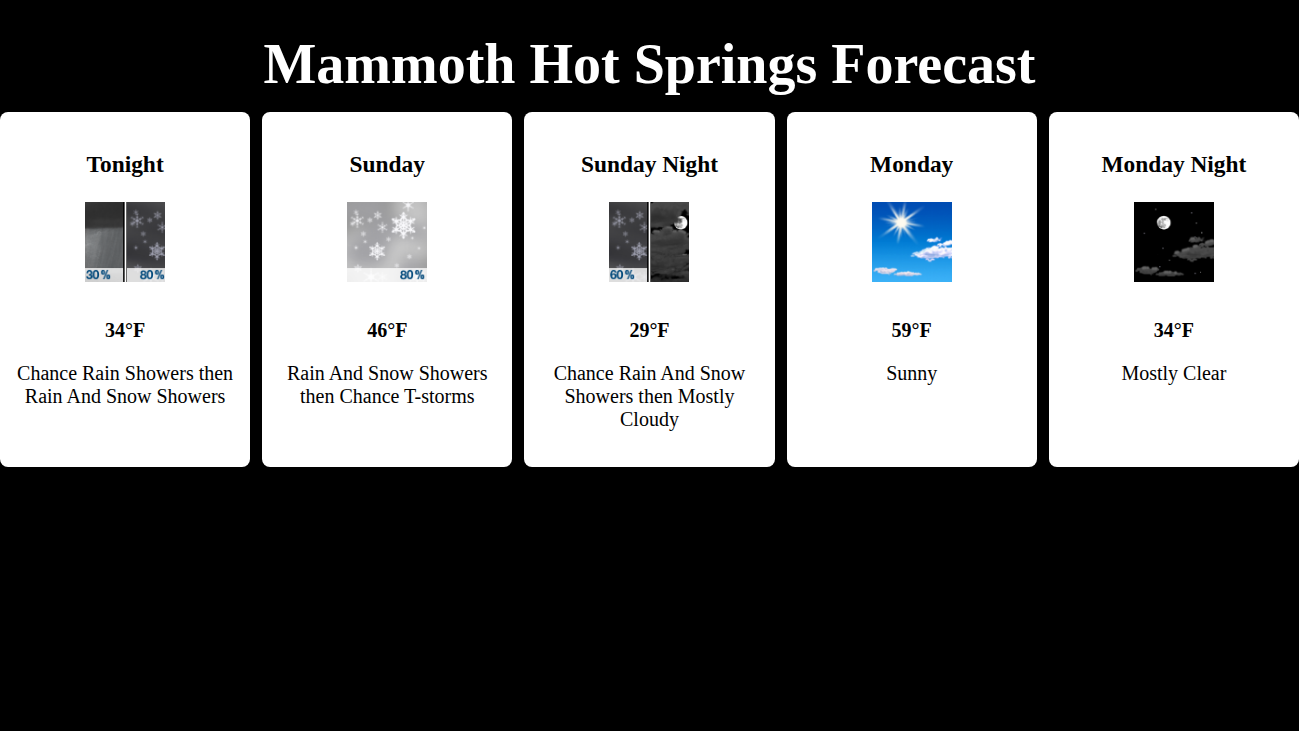 Mammoth Hot Springs Forecast
Tonight
30% 80%
34°F
Chance Rain Showers then
Rain And Snow Showers
Sunday
80%
46°F
Rain And Snow Showers
then Chance T-storms
Sunday Night
60%
29°F
Chance Rain And Snow
Showers then Mostly
Cloudy
Monday
59°F
Sunny
Monday Night
34°F
Mostly Clear